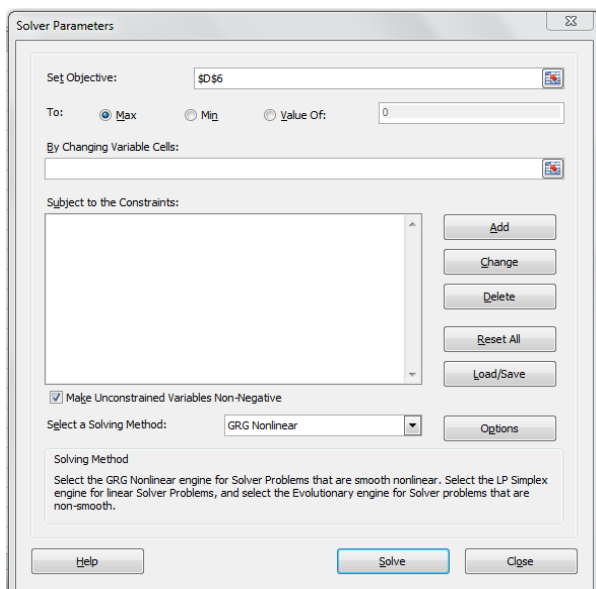 Solver Parameters
Set Objective: $D$6
To: Max Min Value Of: 0
By Changing Variable Cells:
Subject to the Constraints:
Add
Change
Delete
Reset All
Load/Save
Make Unconstrained Variables Non-Negative
Select a Solving Method: GRG Nonlinear Options
Solving Method
Select the GRG Nonlinear engine for Solver Problems that are smooth nonlinear. Select the LP Simplex
engine for linear Solver Problems, and select the Evolutionary engine for Solver problems that are
non-smooth.
Help Solve Close